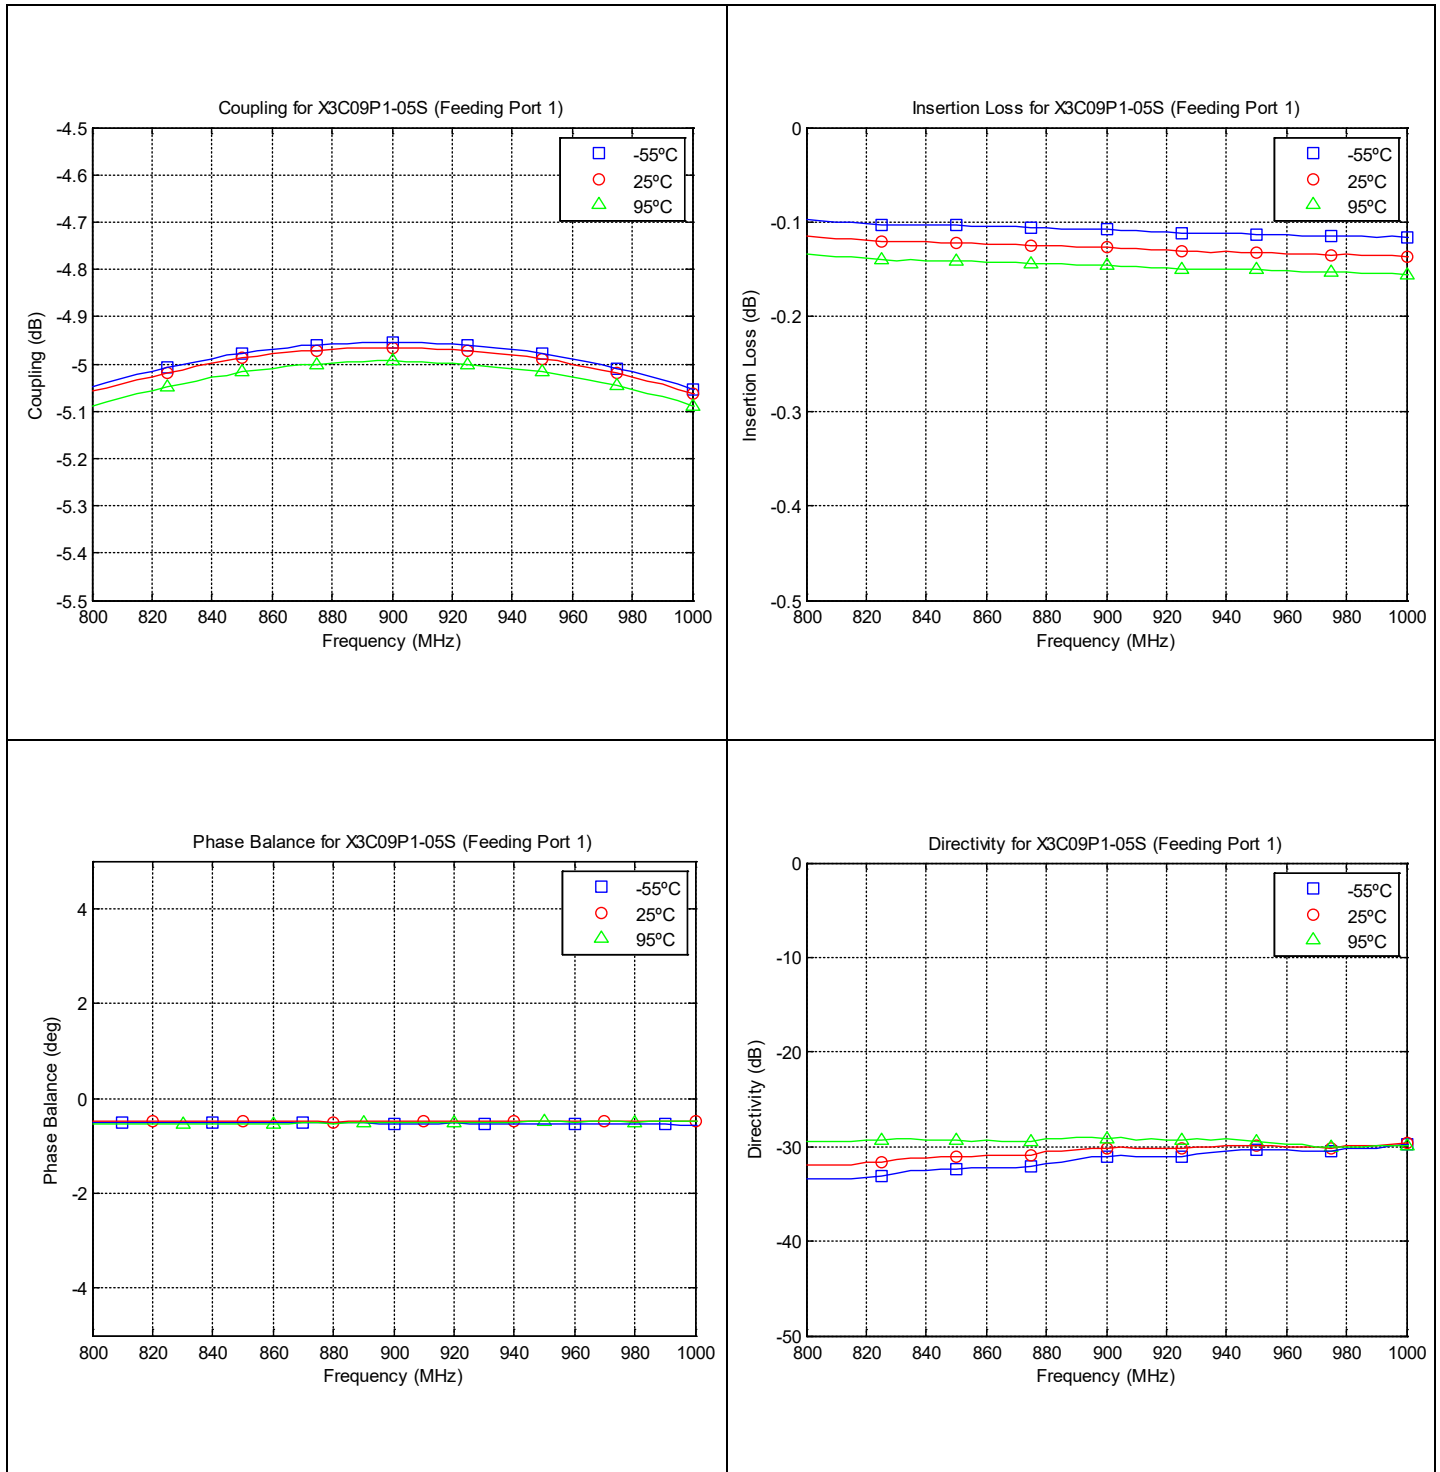 Coupling for X3C09P1-05S (Feeding Port 1)
-4.5
-4.6
-4.7
-4.8
-4.9
-5
-5.1
-5.2
-5.3
-5.4
-5.5
Coupling (dB)
-55ºC
25ºC
95ºC
800 820 840 860 880 900 920 940 960 980 1000
Frequency (MHz)
Insertion Loss for X3C09P1-05S (Feeding Port 1)
0
-0.1
-0.2
-0.3
-0.4
-0.5
Insertion Loss (dB)
-55ºC
25ºC
95ºC
800 820 840 860 880 900 920 940 960 980 1000
Frequency (MHz)
Phase Balance for X3C09P1-05S (Feeding Port 1)
4
2
0
-2
-4
Phase Balance (deg)
-55ºC
25ºC
95ºC
800 820 840 860 880 900 920 940 960 980 1000
Frequency (MHz)
Directivity for X3C09P1-05S (Feeding Port 1)
0
-10
-20
-30
-40
-50
Directivity (dB)
-55ºC
25ºC
95ºC
800 820 840 860 880 900 920 940 960 980 1000
Frequency (MHz)